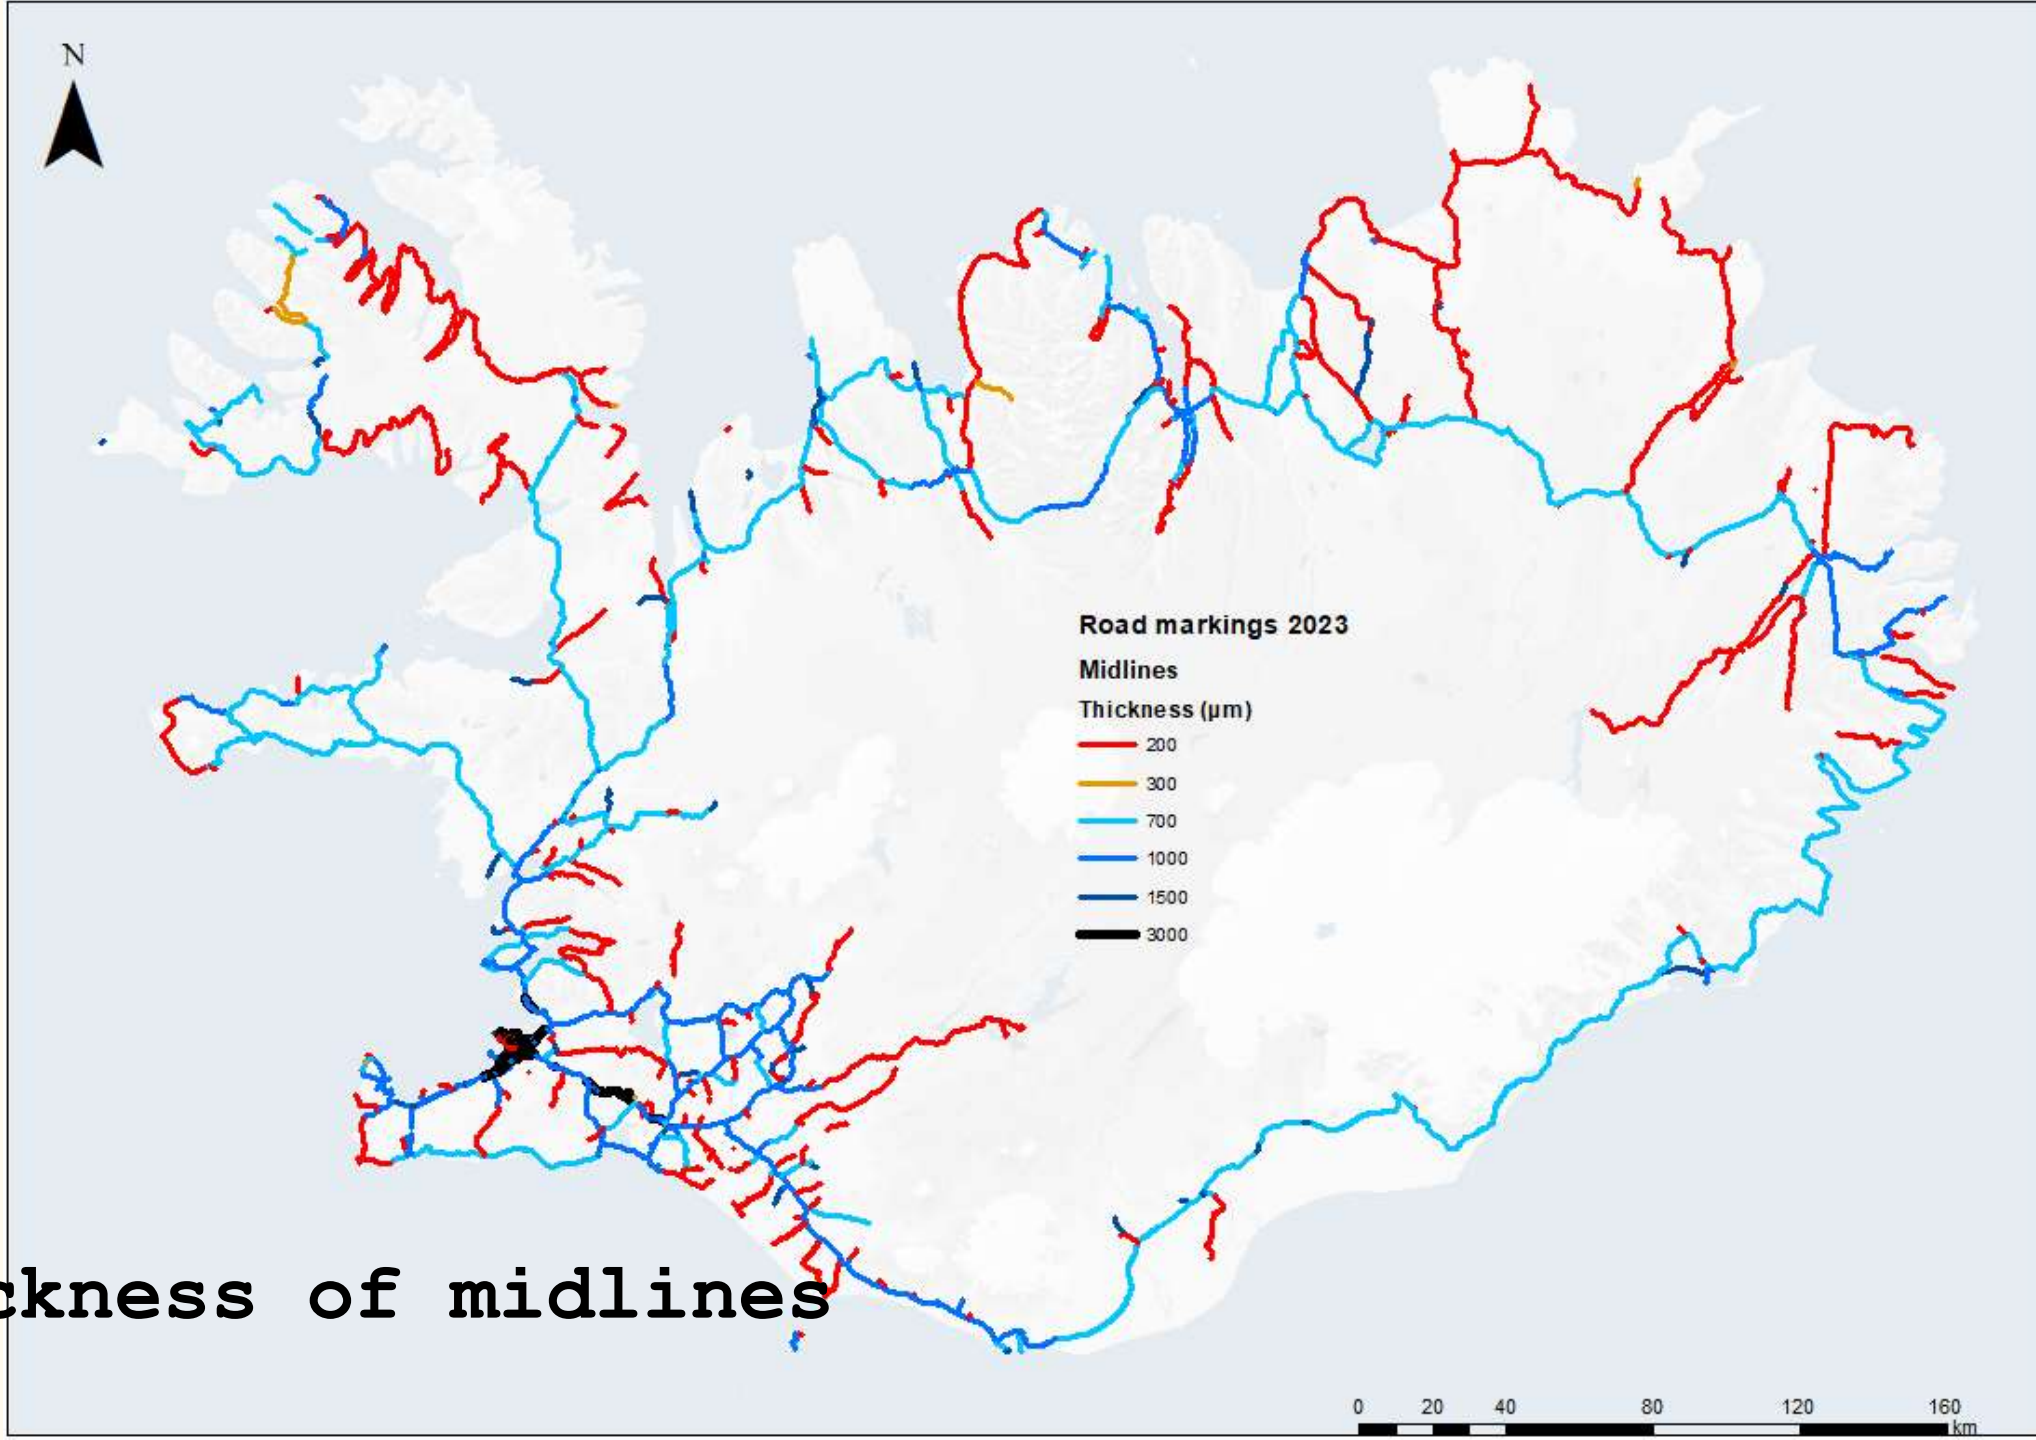 N
Road markings 2023
Midlines
Thickness (µm)
200
300
700
1000
1500
3000
ckness of midlines
0 20 40 80 120 160
km